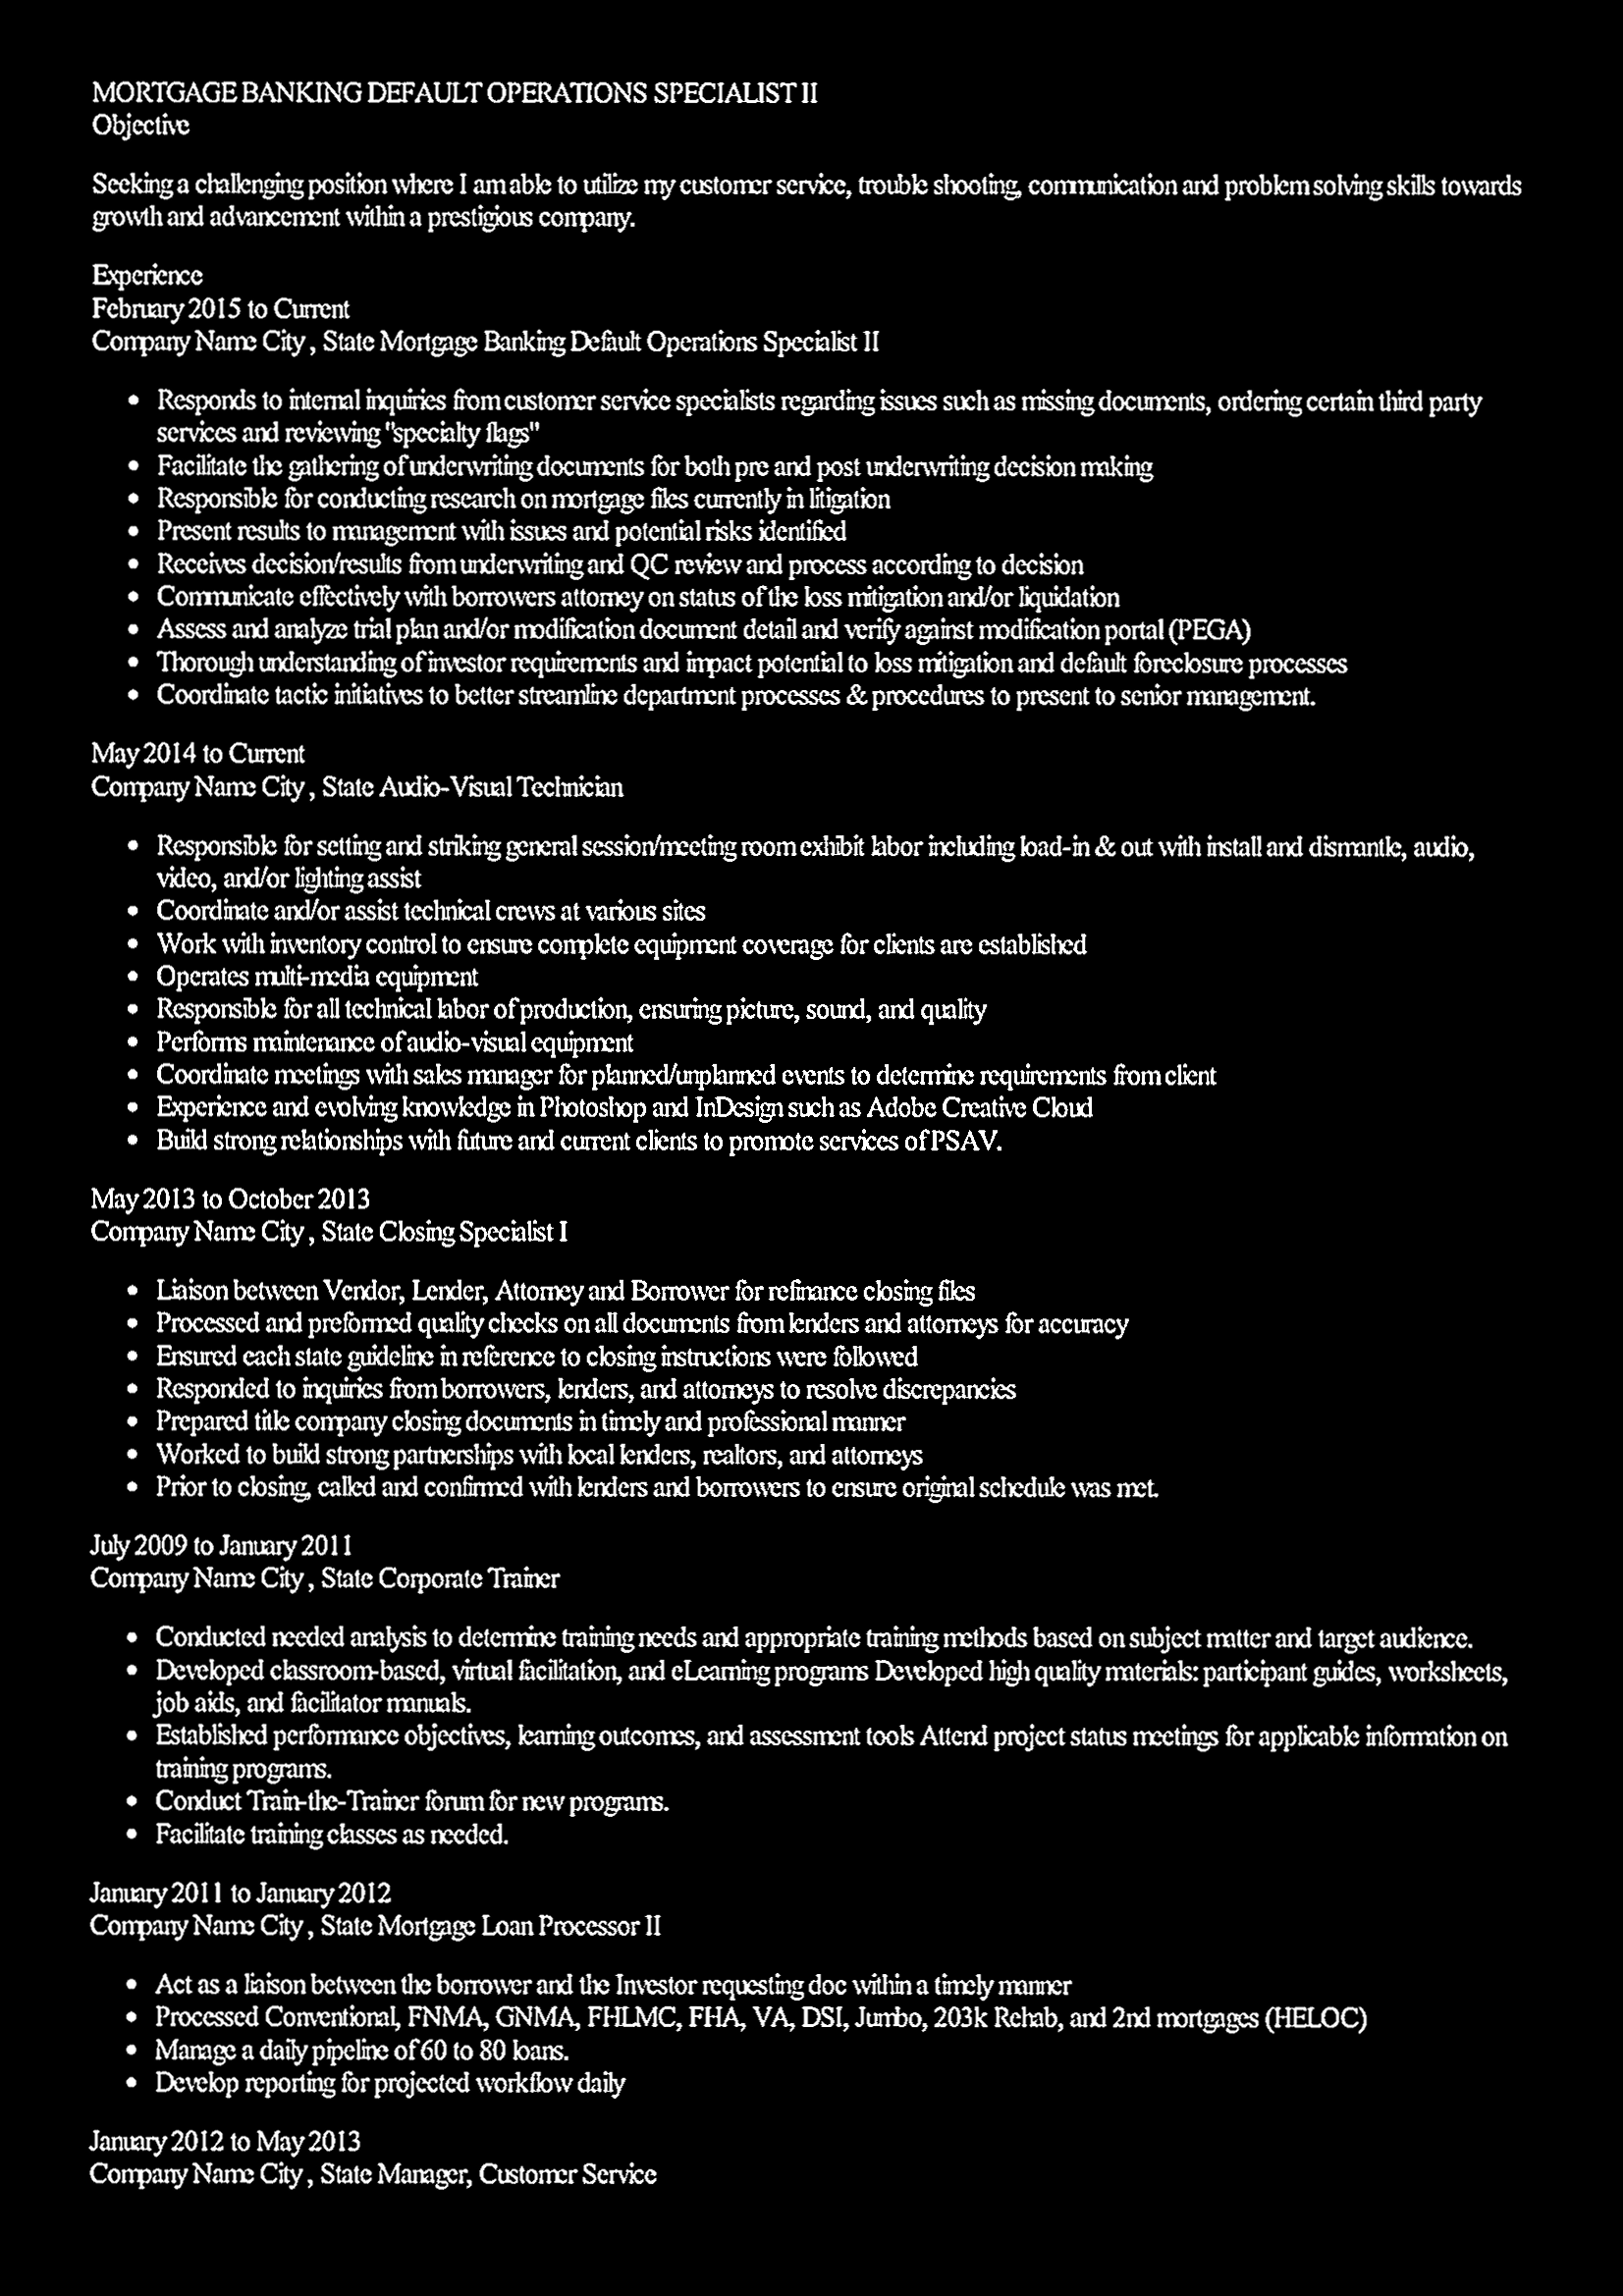 MORTGAGE BANKING DEFAULT OPERATIONS SPECIALIST II
Objective
Seeking a challenging position where I am able to utilize my customer service, trouble shooting, communication and problem solving skills towards
growth and advancement within a prestigious company.
Experience
February 2015 to Current
Company Name City , State Mortgage Banking Default Operations Specialist II
• Responds to internal inquiries from customer service specialists regarding issues such as missing documents, ordering certain third party
services and reviewing "specialty flags"
• Facilitate the gathering of underwriting documents for both pre and post underwriting decision making
• Responsible for conducting research on mortgage files currently in litigation
• Present results to management with issues and potential risks identified
• Receives decision/results from underwriting and QC review and process according to decision
• Communicate effectively with borrowers attorney on status of the loss mitigation and/or liquidation
• Assess and analyze trial plan and/or modification document detail and verify against modification portal (PEGA)
• Thorough understanding of investor requirements and impact potential to loss mitigation and default foreclosure processes
• Coordinate tactic initiatives to better streamline department processes & procedures to present to senior management.
May 2014 to Current
Company Name City , State Audio-Visual Technician
• Responsible for setting and striking general session/meeting room exhibit labor including load-in & out with install and dismantle, audio,
video, and/or lighting assist
• Coordinate and/or assist technical crews at various sites
• Work with inventory control to ensure complete equipment coverage for clients are established
• Operates multi-media equipment
• Responsible for all technical labor of production, ensuring picture, sound, and quality
• Performs maintenance of audio-visual equipment
• Coordinate meetings with sales manager for planned/unplanned events to determine requirements from client
• Experience and evolving knowledge in Photoshop and InDesign such as Adobe Creative Cloud
• Build strong relationships with future and current clients to promote services of PSAV.
May 2013 to October 2013
Company Name City , State Closing Specialist I
• Liaison between Vendor, Lender, Attorney and Borrower for refinance closing files
• Processed and preformed quality checks on all documents from lenders and attorneys for accuracy
• Ensured each state guideline in reference to closing instructions were followed
• Responded to inquiries from borrowers, lenders, and attorneys to resolve discrepancies
• Prepared title company closing documents in timely and professional manner
• Worked to build strong partnerships with local lenders, realtors, and attorneys
• Prior to closing, called and confirmed with lenders and borrowers to ensure original schedule was met.
July 2009 to January 2011
Company Name City , State Corporate Trainer
• Conducted needed analysis to determine training needs and appropriate training methods based on subject matter and target audience.
• Developed classroom-based, virtual facilitation, and eLearning programs Developed high quality materials: participant guides, worksheets,
job aids, and facilitator manuals.
• Established performance objectives, learning outcomes, and assessment tools Attend project status meetings for applicable information on
training programs.
• Conduct Train-the-Trainer forum for new programs.
• Facilitate training classes as needed.
January 2011 to January 2012
Company Name City , State Mortgage Loan Processor II
• Act as a liaison between the borrower and the Investor requesting doc within a timely manner
• Processed Conventional, FNMA, GNMA, FHLMC, FHA, VA, DSI, Jumbo, 203k Rehab, and 2nd mortgages (HELOC)
• Manage a daily pipeline of 60 to 80 loans.
• Develop reporting for projected workflow daily
January 2012 to May 2013
Company Name City , State Manager, Customer Service